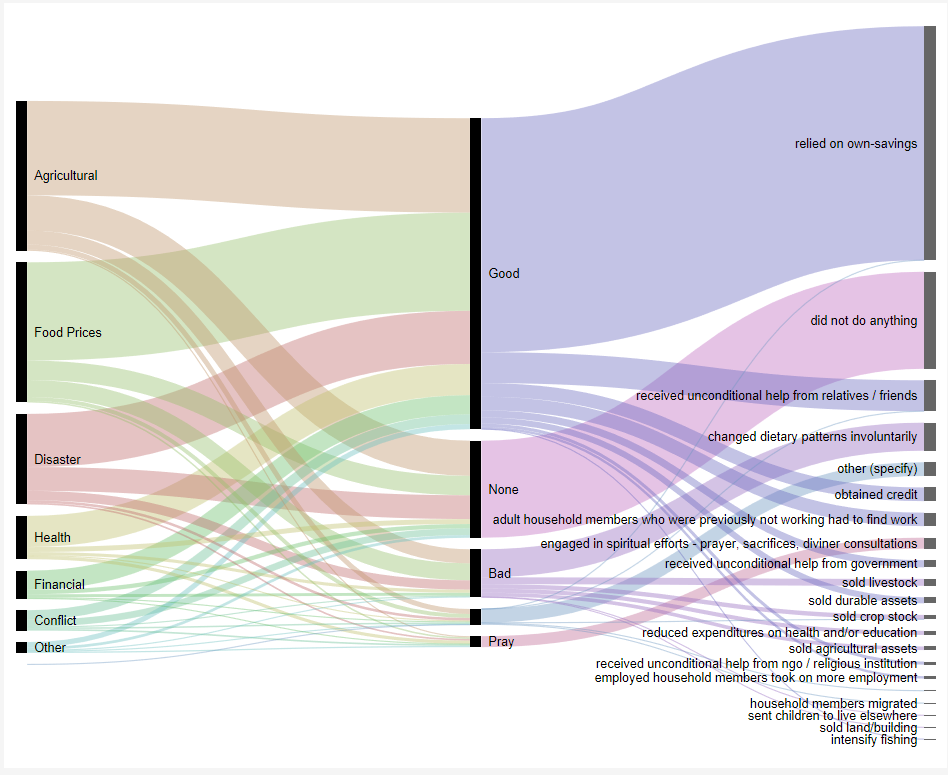 Agricultural
Food Prices
Disaster
Health
Financial
Conflict
Other
Good
None
Bad
Pray
relied on own-savings
did not do anything
received unconditional help from relatives / friends
changed dietary patterns involuntarily
other (specify)
obtained credit
adult household members who were previously not working had to find work
engaged in spiritual efforts - prayer, sacrifices, diviner consultations
received unconditional help from government
sold livestock
sold durable assets
sold crop stock
reduced expenditures on health and/or education
sold agricultural assets
received unconditional help from ngo / religious institution
employed household members took on more employment
household members migrated
sent children to live elsewhere
sold land/building
intensify fishing